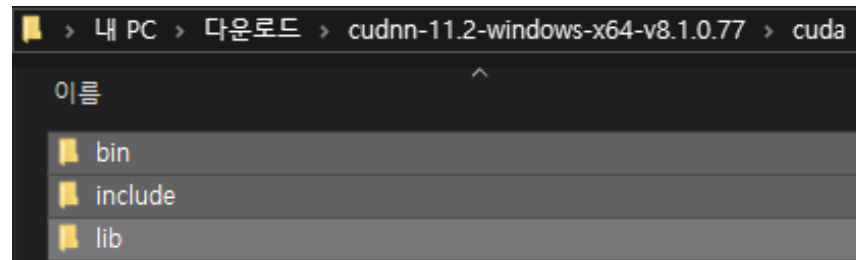 > 내 PC > 다운로드 > cudnn-11.2-windows-x64-v8.1.0.77 > cuda
이름
bin
include
lib